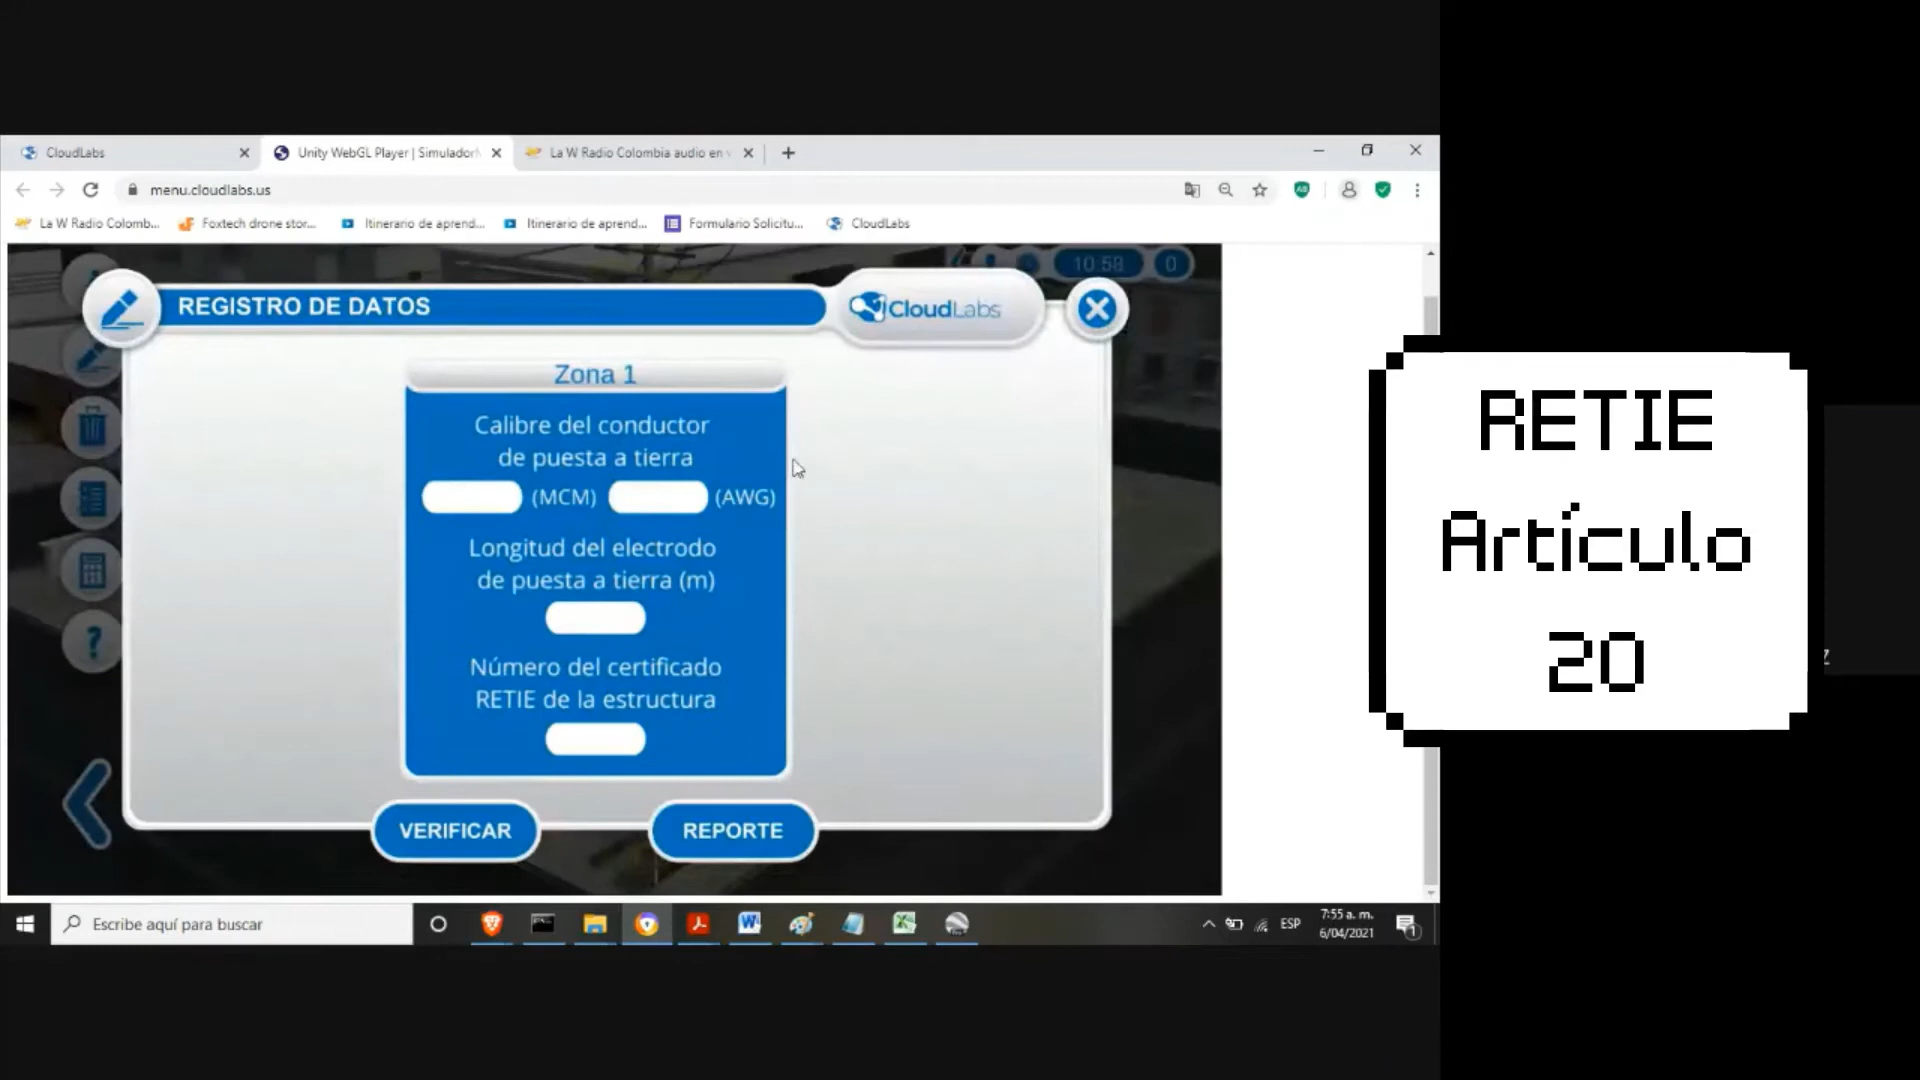 CloudLabs
Unity WebGL Player | Simulador
La W Radio Colombia audio en v
menu.cloudlabs.us
La W Radio Colomb...
Foxtech drone stor...
Itinerario de aprend...
Itinerario de aprend...
Formulario Solicitu...
CloudLabs
10:58
0
REGISTRO DE DATOS
CloudLabs
Zona 1
Calibre del conductor
de puesta a tierra
(MCM)
(AWG)
Longitud del electrodo
de puesta a tierra (m)
Número del certificado
RETIE de la estructura
VERIFICAR
REPORTE
RETIE
Artículo
20
z
Escribe aquí para buscar
ESP
7:55 a. m.
6/04/2021
1